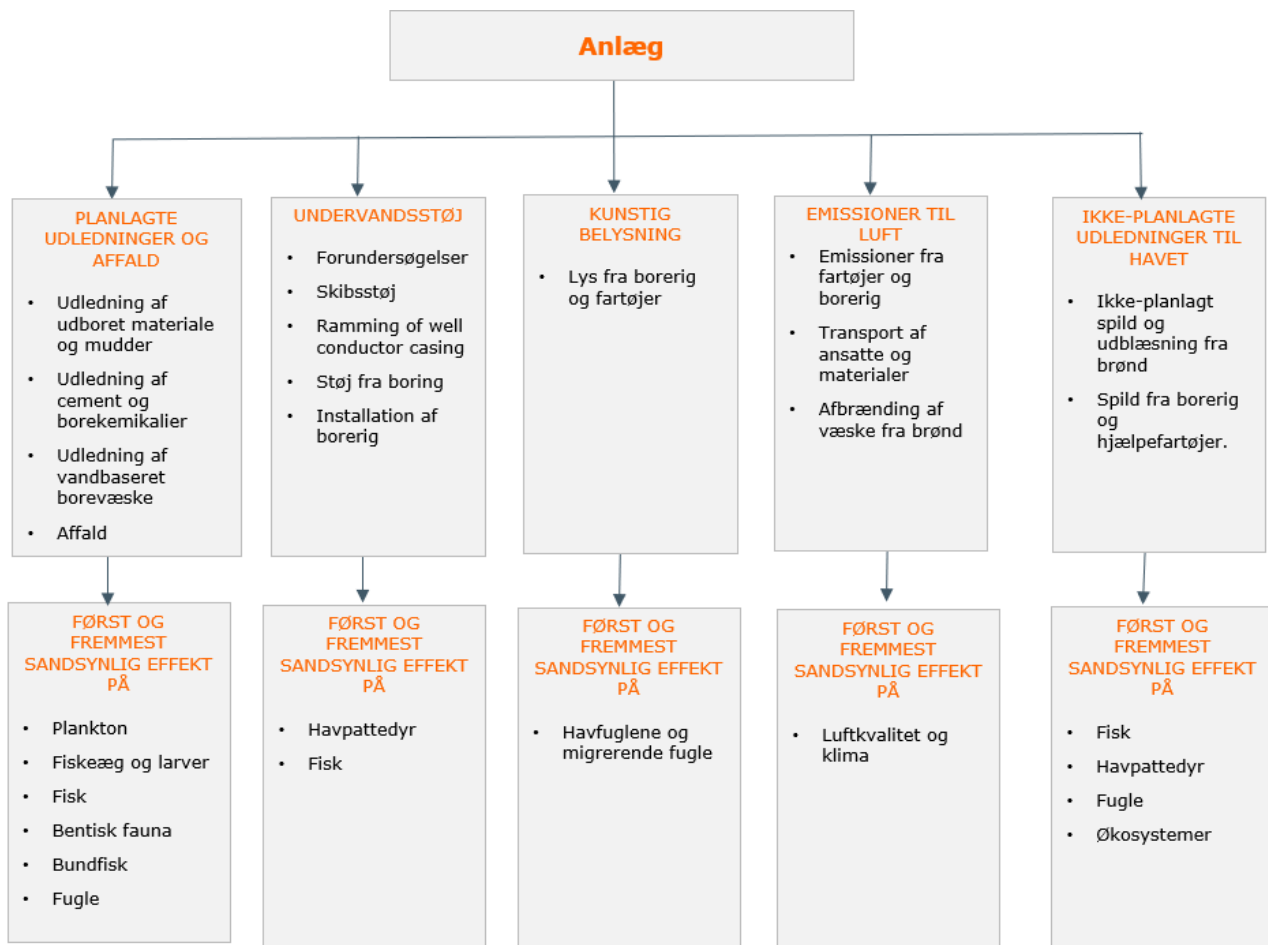 Anlæg
PLANLAGTE
UDLEDNINGER OG
AFFALD
• Udledning af
udboret materiale
og mudder
• Udledning af
cement og
borekemikalier
• Udledning af
vandbaseret
borevæske
• Affald
UNDERVANDSSTØJ
• Forundersøgelser
• Skibsstøj
• Ramming of well
conductor casing
• Støj fra boring
• Installation af
borerig
KUNSTIG
BELYSNING
• Lys fra borerig
og fartøjer
EMISSIONER TIL
LUFT
• Emissioner fra
fartøjer og
borerig
• Transport af
ansatte og
materialer
• Afbrænding af
væske fra brønd
IKKE-PLANLAGTE
UDLEDNINGER TIL
HAVET
• Ikke-planlagt
spild og
udblæsning fra
brønd
• Spild fra borerig
og
hjælpefartøjer.
FØRST OG
FREMMEST
SANDSYNLIG EFFEKT
PÅ
• Plankton
• Fiskeæg og larver
• Fisk
• Bentisk fauna
• Bundfisk
• Fugle
FØRST OG
FREMMEST
SANDSYNLIG EFFEKT
PÅ
• Havpattedyr
• Fisk
FØRST OG
FREMMEST
SANDSYNLIG EFFEKT
PÅ
• Havfuglene og
migrerende fugle
FØRST OG
FREMMEST
SANDSYNLIG EFFEKT
PÅ
• Luftkvalitet og
klima
FØRST OG
FREMMEST
SANDSYNLIG EFFEKT
PÅ
• Fisk
• Havpattedyr
• Fugle
• Økosystemer